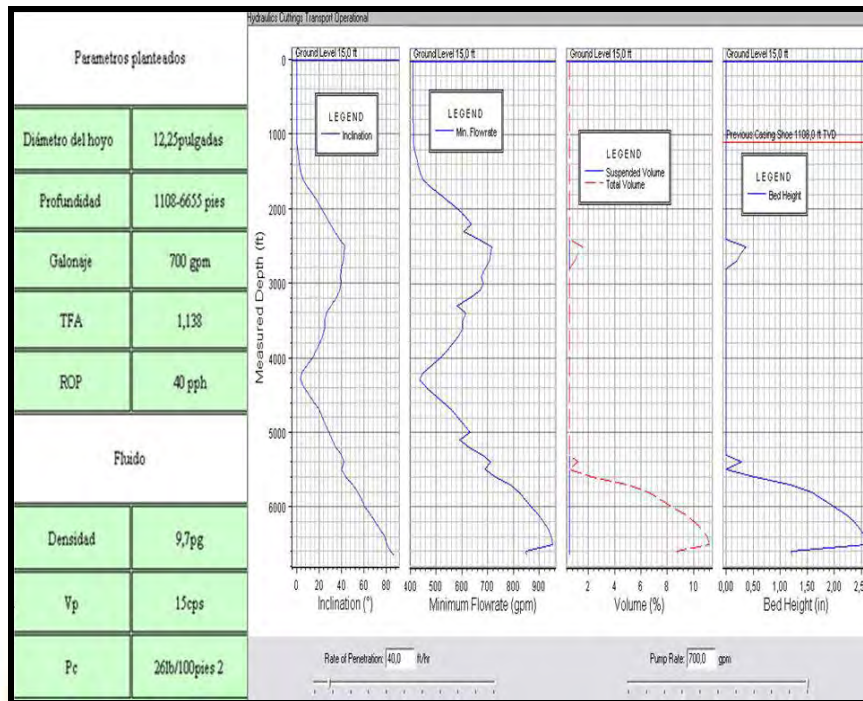 Hydraulics Cuttings Transport Operational
Parametros planteados
Diámetro del hoyo
12,25pulgadas
Profundidad
1108-6655 pies
Galonaje
700 gpm
TFA
1,138
ROP
40 pph
Fluido
Densidad
9,7pg
Vp
15cps
Pc
26lb/100pies 2
Ground Level 15,0 ft
Ground Level 15,0 ft
Ground Level 15,0 ft
Ground Level 15,0 ft
LEGEND
Inclination
LEGEND
Min. Flowrate
LEGEND
Suspended Volume
Total Volume
Previous Casing Shoe 1108,0 ft TVD
LEGEND
Bed Height
Measured Depth (ft)
0
1000
2000
3000
4000
5000
6000
0 20 40 60 80
Inclination (°)
400 500 600 700 800 900
Minimum Flowrate (gpm)
2 4 6 8 10
Volume (%)
0,00 0,50 1,00 1,50 2,00
Bed Height (in)
Rate of Penetration: 40,0 ft/hr
Pump Rate: 700,0 gpm